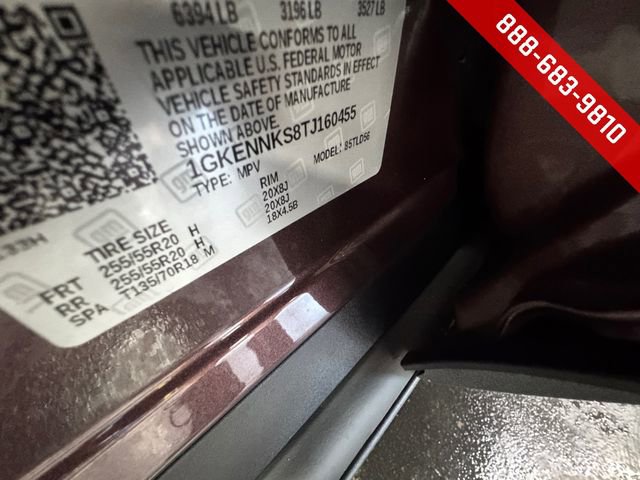 6394 LB 3196 LB 3527 LB
THIS VEHICLE CONFORMS TO ALL
APPLICABLE U.S. FEDERAL MOTOR
VEHICLE SAFETY STANDARDS IN EFFECT
ON THE DATE OF MANUFACTURE
SHOWN ABOVE.
1GKENNKS8TJ160455
TYPE: MPV MODEL: 85TLD56
TIRE SIZE RIM
FRT 255/55R20 H 20X8J
RR 255/55R20 H 20X8J
SPA T135/70R18 M 18X4.5B
gm
888-683-9810